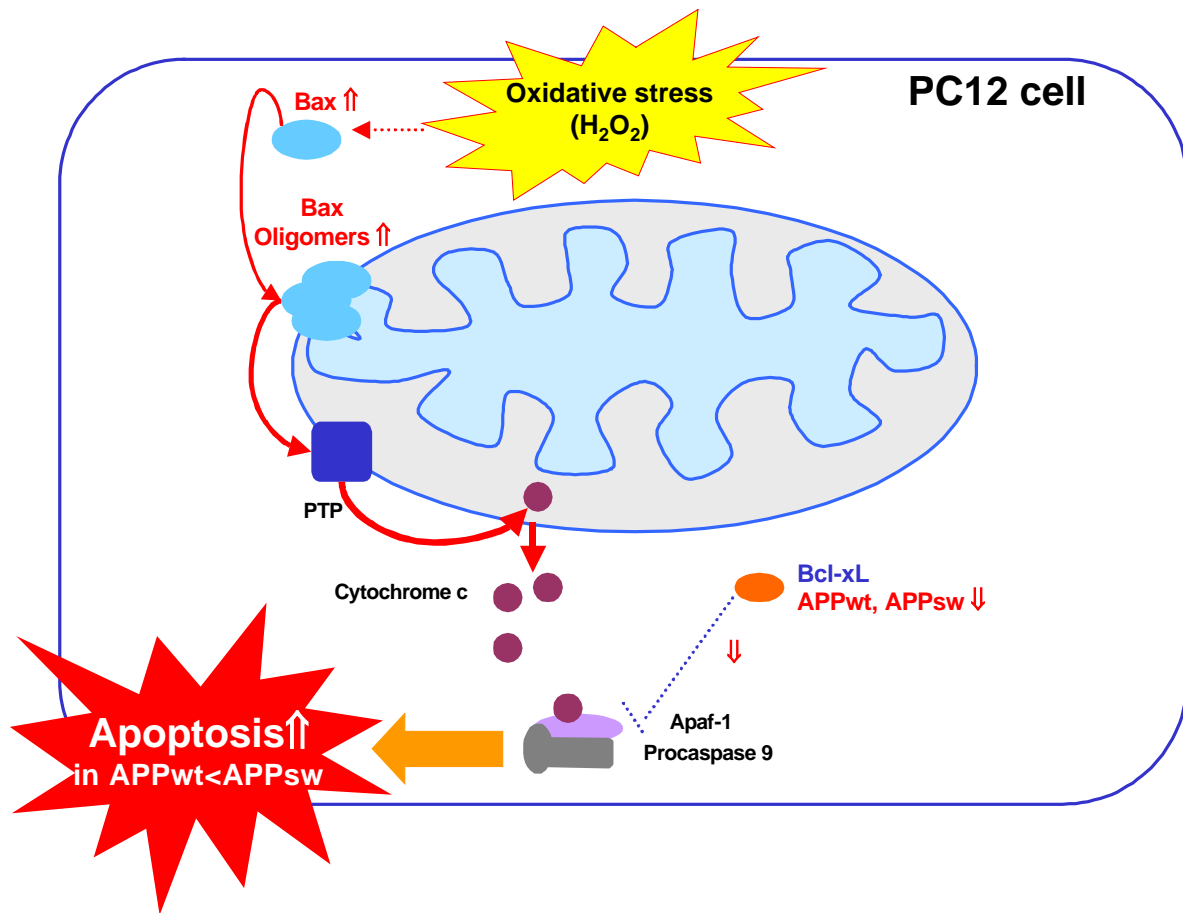 PC12 cell
Oxidative stress
(H₂O₂)
Bax ⇑
Bax
Oligomers ⇑
PTP
Cytochrome c
Bcl-xL
APPwt, APPsw ⇓
⇓
Apaf-1
Procaspase 9
Apoptosis⇑
in APPwt<APPsw